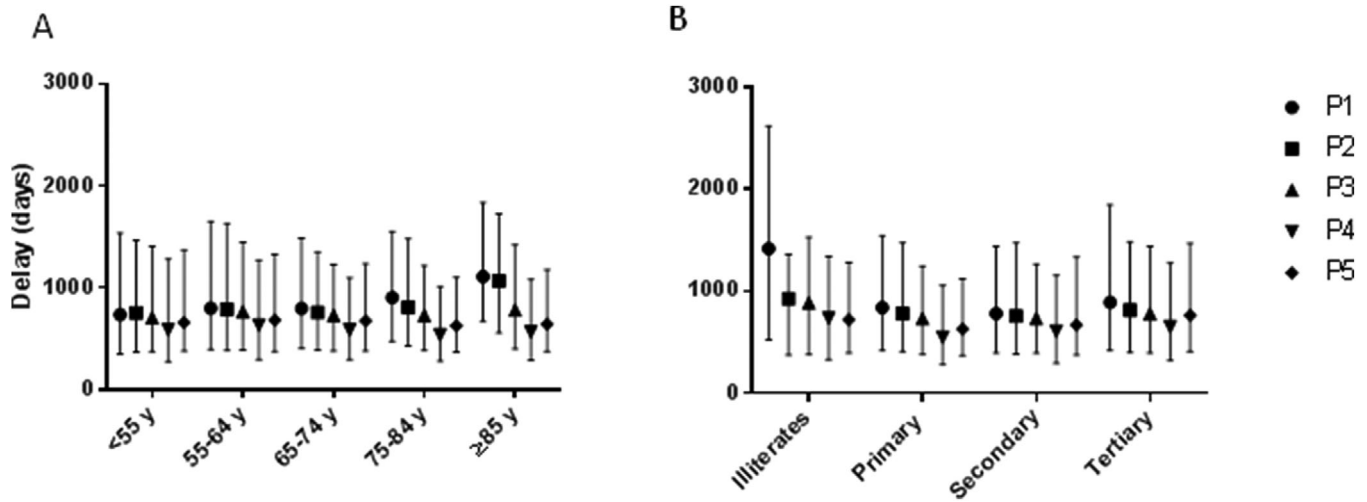 A
Delay (days)
3000
2000
1000
0
<55 y
55-64 y
65-74 y
75-84 y
≥85 y
B
3000
2000
1000
0
Illiterates
Primary
Secondary
Tertiary
P1
P2
P3
P4
P5